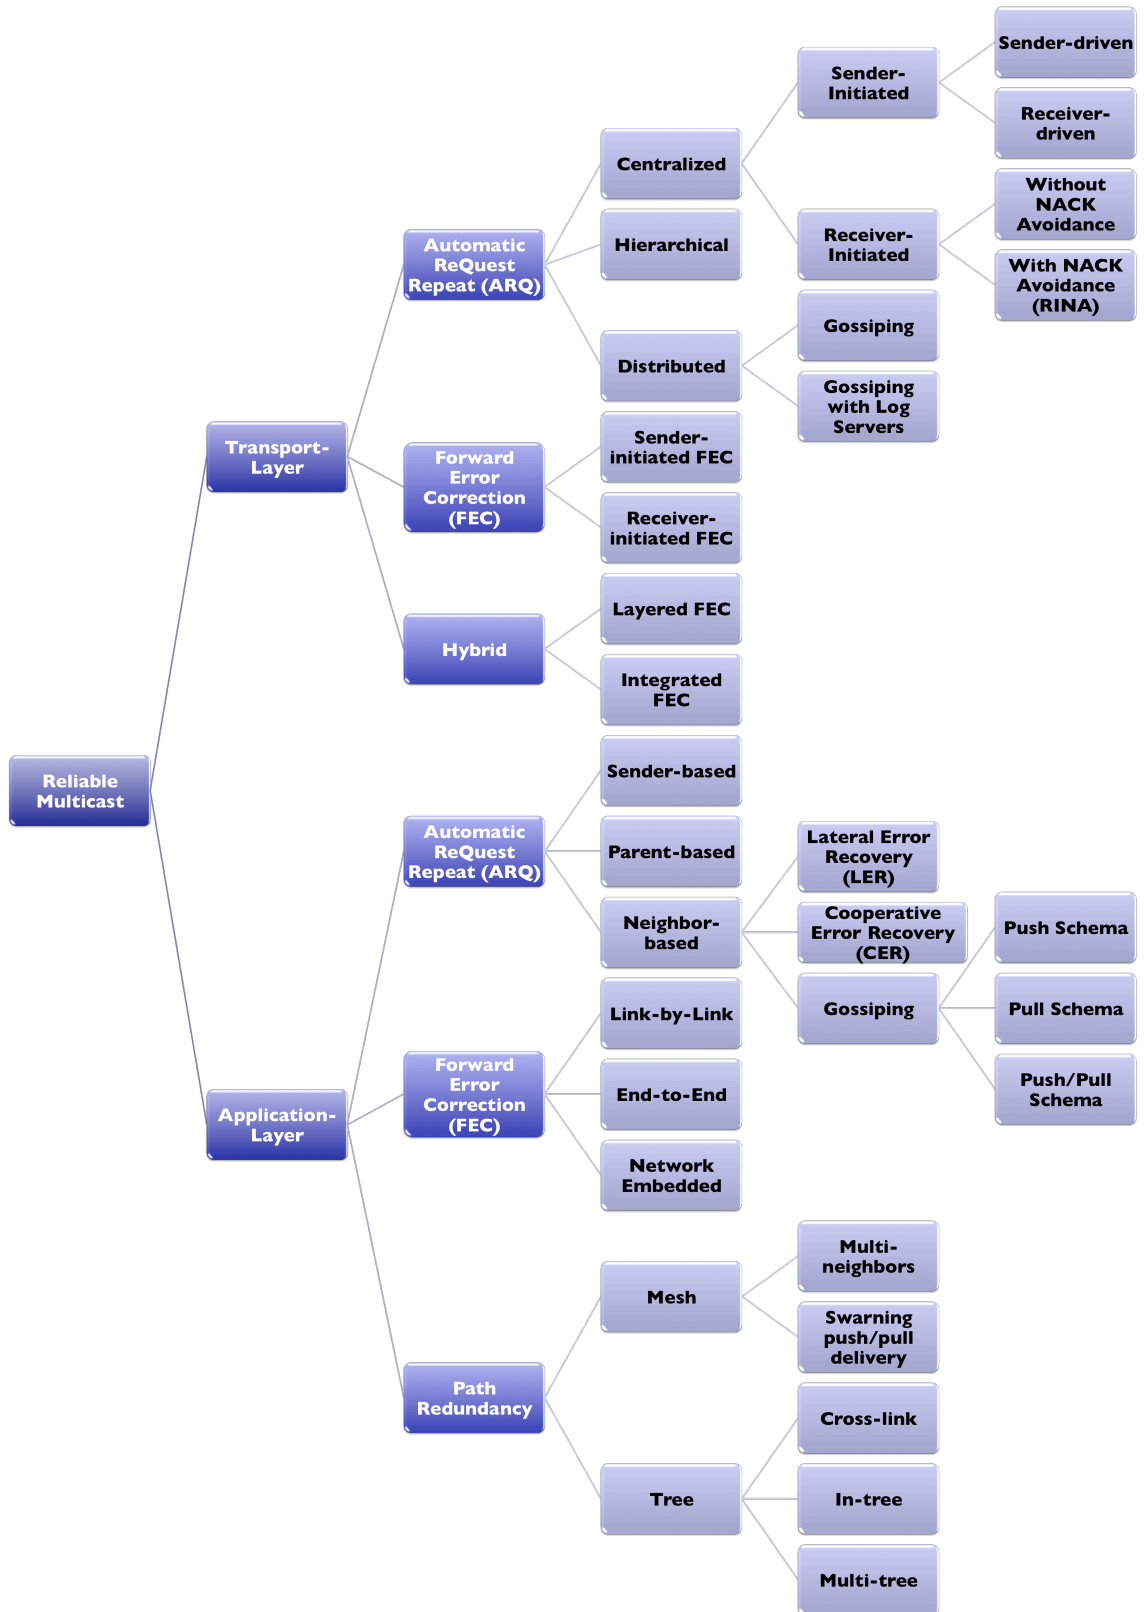 Reliable
Multicast
Transport-
Layer
Automatic
ReQuest
Repeat (ARQ)
Centralized
Sender-
Initiated
Sender-driven
Receiver-
driven
Receiver-
Initiated
Without
NACK
Avoidance
With NACK
Avoidance
(RINA)
Hierarchical
Distributed
Gossiping
Gossiping
with Log
Servers
Forward
Error
Correction
(FEC)
Sender-
initiated FEC
Receiver-
initiated FEC
Hybrid
Layered FEC
Integrated
FEC
Application-
Layer
Automatic
ReQuest
Repeat (ARQ)
Sender-based
Parent-based
Neighbor-
based
Lateral Error
Recovery
(LER)
Cooperative
Error Recovery
(CER)
Gossiping
Push Schema
Pull Schema
Push/Pull
Schema
Forward
Error
Correction
(FEC)
Link-by-Link
End-to-End
Network
Embedded
Path
Redundancy
Mesh
Multi-
neighbors
Swarning
push/pull
delivery
Tree
Cross-link
In-tree
Multi-tree